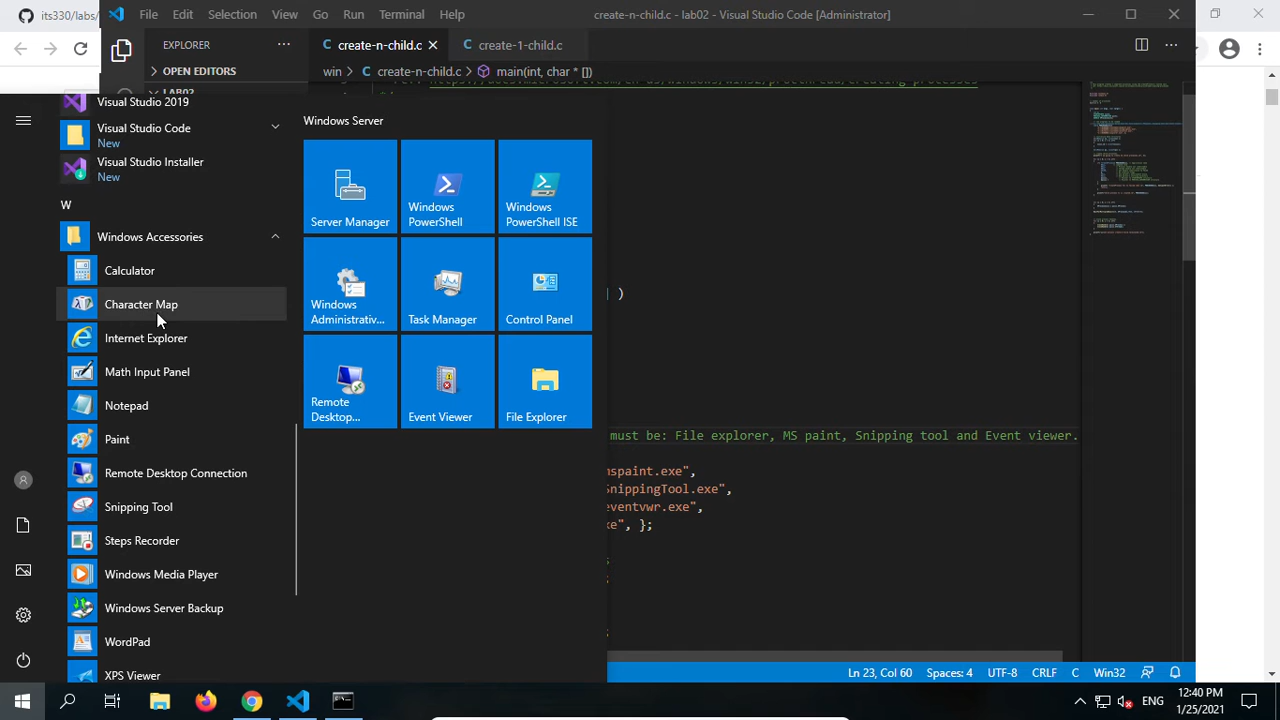 its330/labs/
File Edit Selection View Go Run Terminal Help
create-n-child.c - lab02 - Visual Studio Code [Administrator]
EXPLORER
create-n-child.c
create-1-child.c
OPEN EDITORS
LAB02
win > create-n-child.c > main(int, char * [])
Visual Studio 2019
Visual Studio Code
New
Visual Studio Installer
New
W
Windows Accessories
Calculator
Character Map
Internet Explorer
Math Input Panel
Notepad
Paint
Remote Desktop Connection
Snipping Tool
Steps Recorder
Windows Media Player
Windows Server Backup
WordPad
XPS Viewer
Windows Server
Server Manager
Windows PowerShell
Windows PowerShell ISE
Windows Administrativ...
Task Manager
Control Panel
Remote Desktop...
Event Viewer
File Explorer
)
must be: File explorer, MS paint, Snipping tool and Event viewer.
mspaint.exe",
SnippingTool.exe",
eventvwr.exe",
xe", };
Ln 23, Col 60
Spaces: 4
UTF-8
CRLF
C
Win32
ENG
12:40 PM
1/25/2021